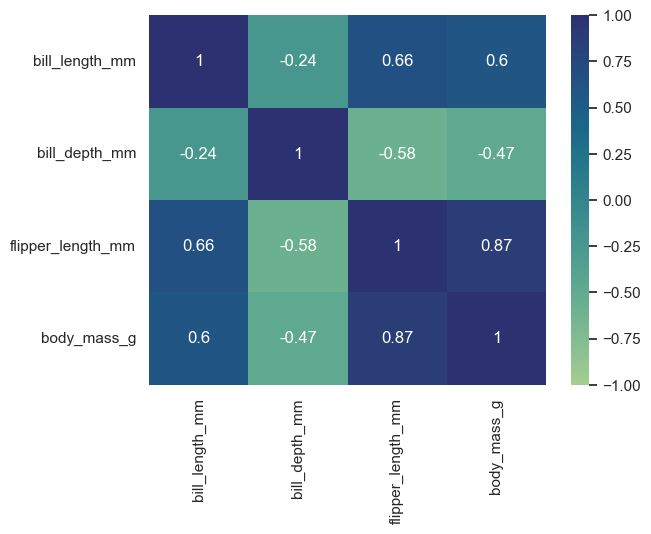 bill_length_mm 1 -0.24 0.66 0.6
bill_depth_mm -0.24 1 -0.58 -0.47
flipper_length_mm 0.66 -0.58 1 0.87
body_mass_g 0.6 -0.47 0.87 1
bill_length_mm
bill_depth_mm
flipper_length_mm
body_mass_g
1.00
0.75
0.50
0.25
0.00
−0.25
−0.50
−0.75
−1.00